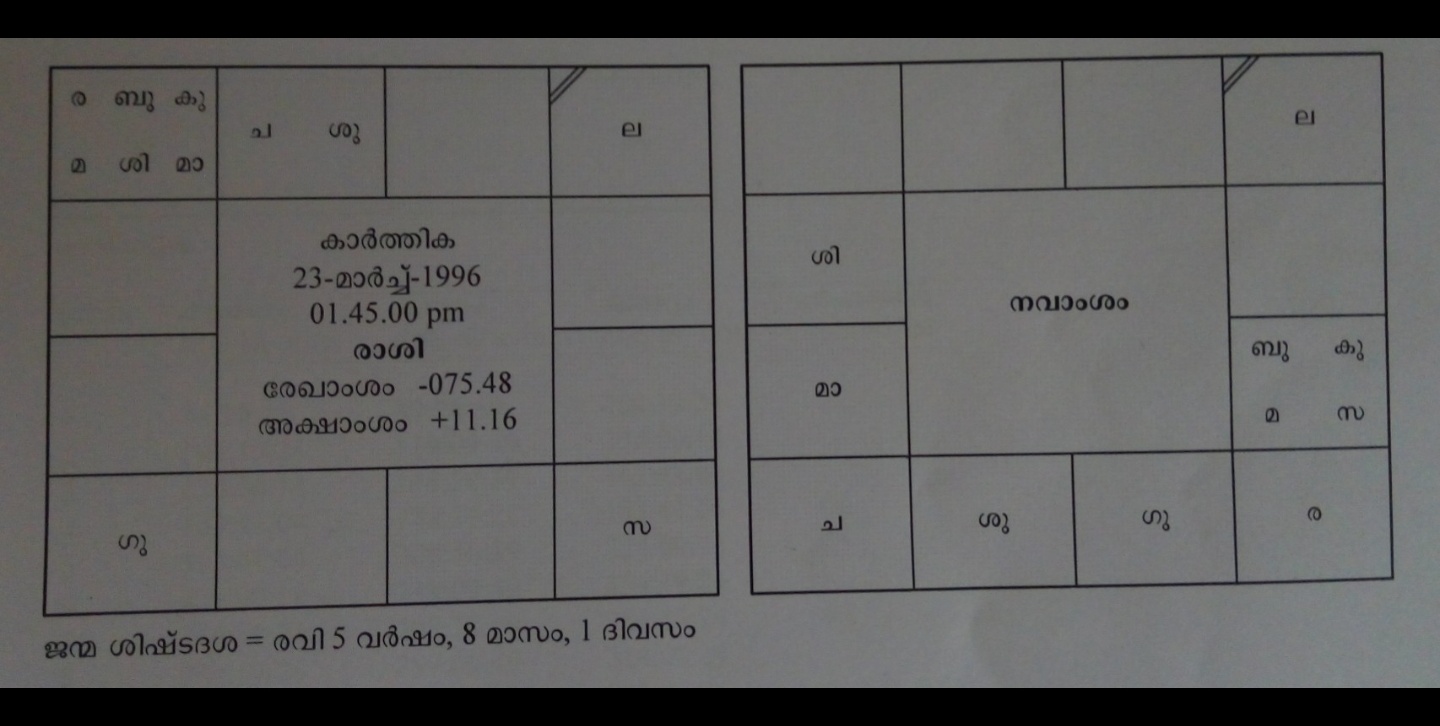 ര ബു കു
മ ശി മാ
ച ശു
ല
കാർത്തിക
23-മാർച്ച്-1996
01.45.00 pm
രാശി
രേഖാംശം -075.48
അക്ഷാംശം +11.16
ഗു
സ
ല
ശി
നവാംശം
ബു കു
മ സ
മാ
ച
ശു
ഗു
ര
ജന്മ ശിഷ്ടദശ = രവി 5 വർഷം, 8 മാസം, 1 ദിവസം